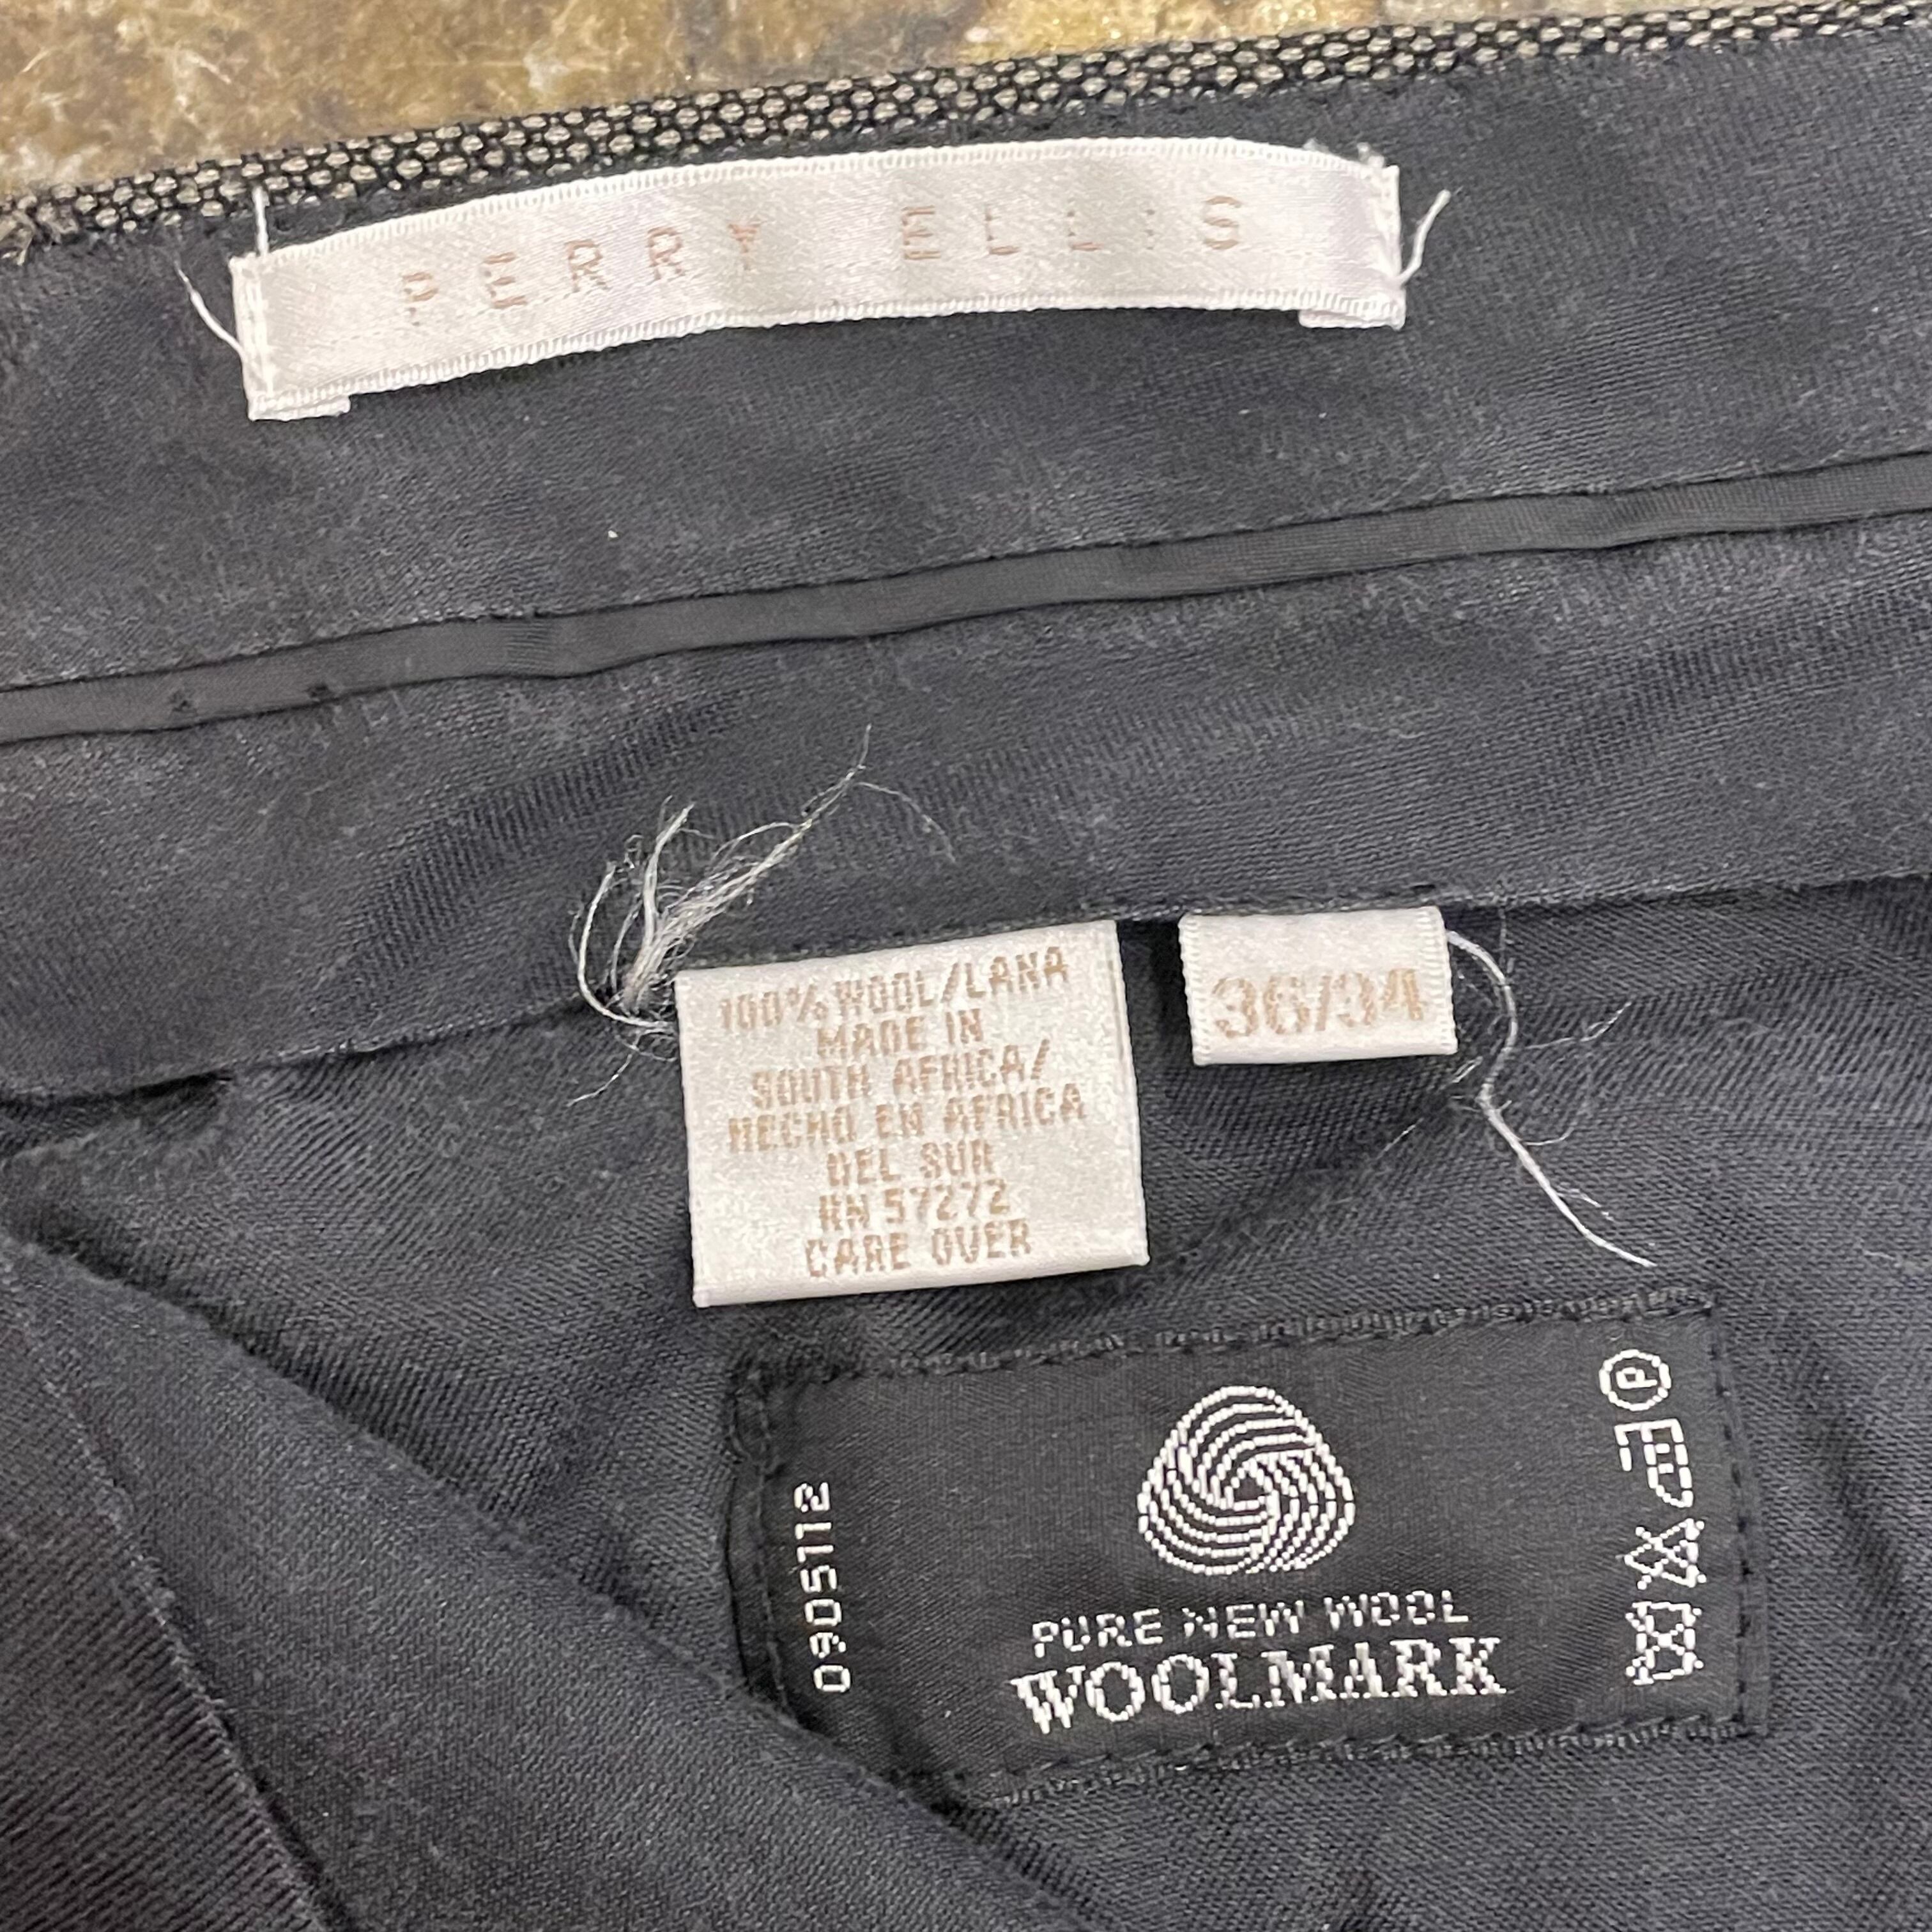 PERRY ELLIS
100% WOOL/LANA
MADE IN
SOUTH AFRICA/
HECHO EN AFRICA
DEL SUR
RN 57272
CARE OVER
36/34
0905112
PURE NEW WOOL
WOOLMARK
P